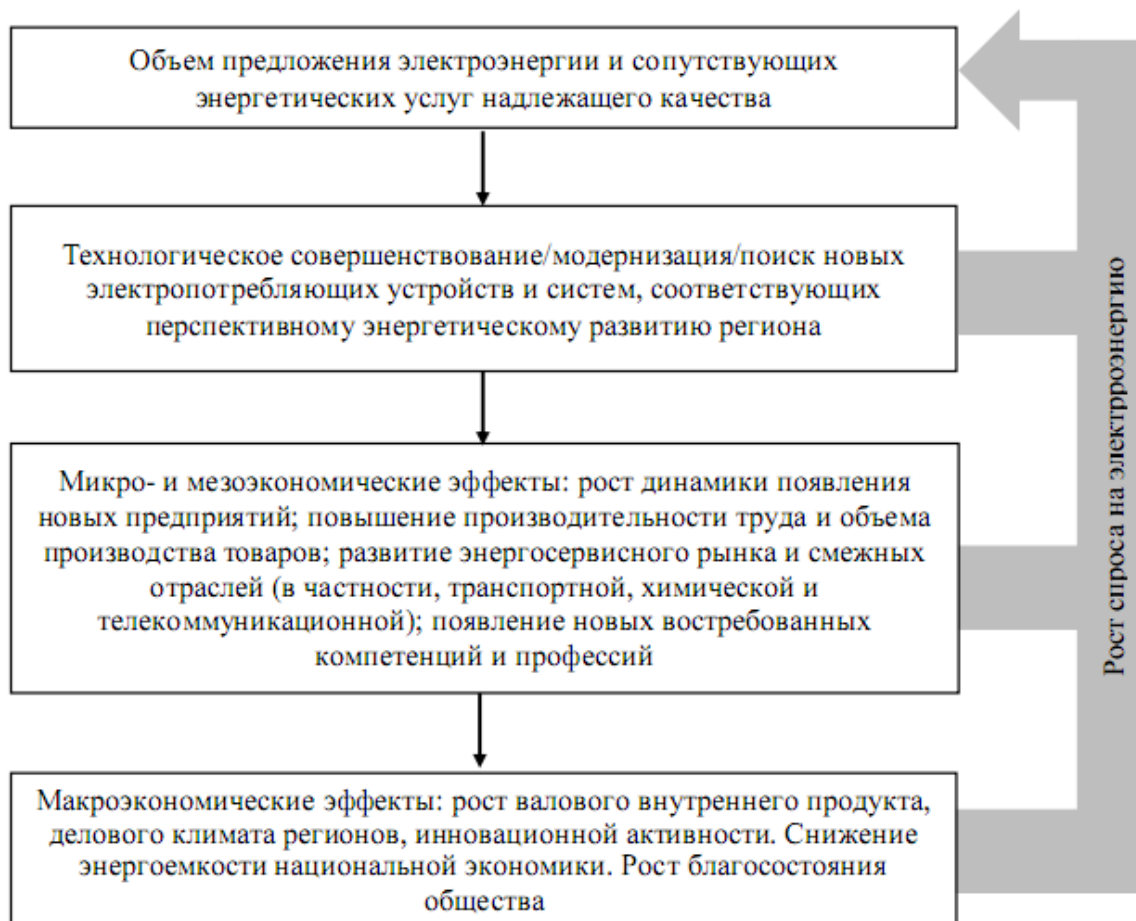 Объем предложения электроэнергии и сопутствующих
энергетических услуг надлежащего качества
Технологическое совершенствование/модернизация/поиск новых
электропотребляющих устройств и систем, соответствующих
перспективному энергетическому развитию региона
Микро- и мезоэкономические эффекты: рост динамики появления
новых предприятий; повышение производительности труда и объема
производства товаров; развитие энергосервисного рынка и смежных
отраслей (в частности, транспортной, химической и
телекоммуникационной); появление новых востребованных
компетенций и профессий
Макроэкономические эффекты: рост валового внутреннего продукта,
делового климата регионов, инновационной активности. Снижение
энергоемкости национальной экономики. Рост благосостояния
общества
Рост спроса на электрроэнергию